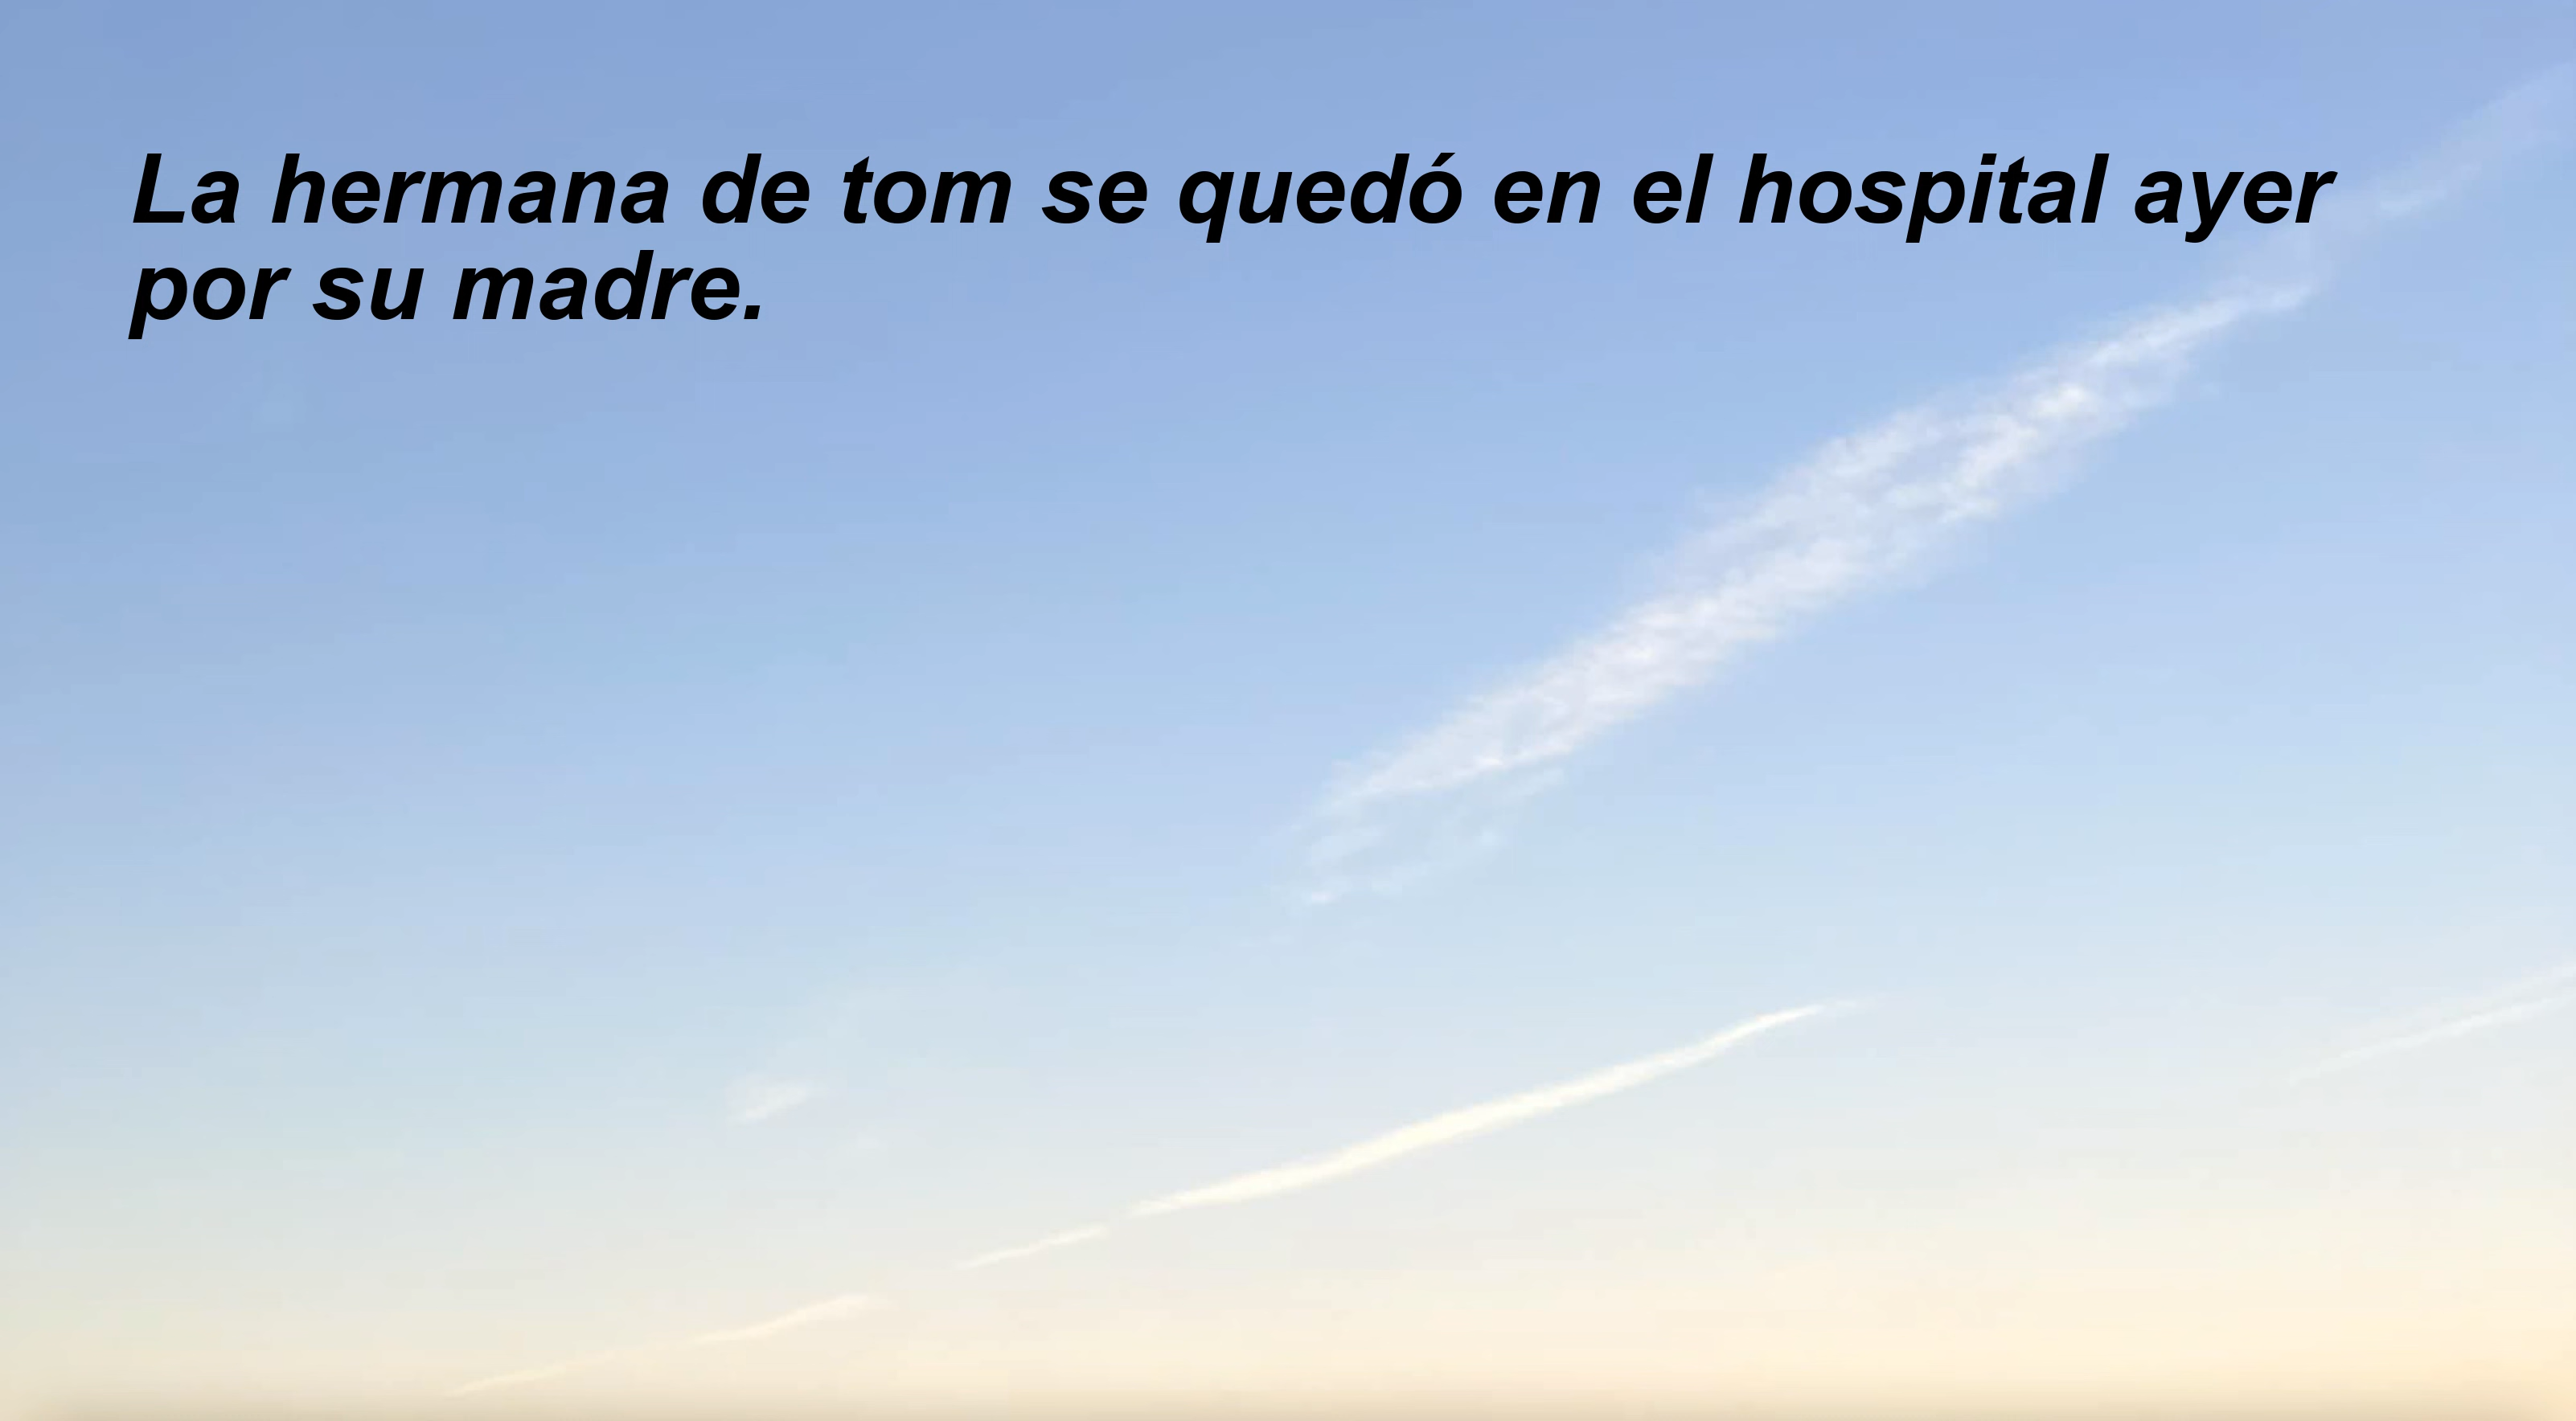 La hermana de tom se quedó en el hospital ayer
por su madre.